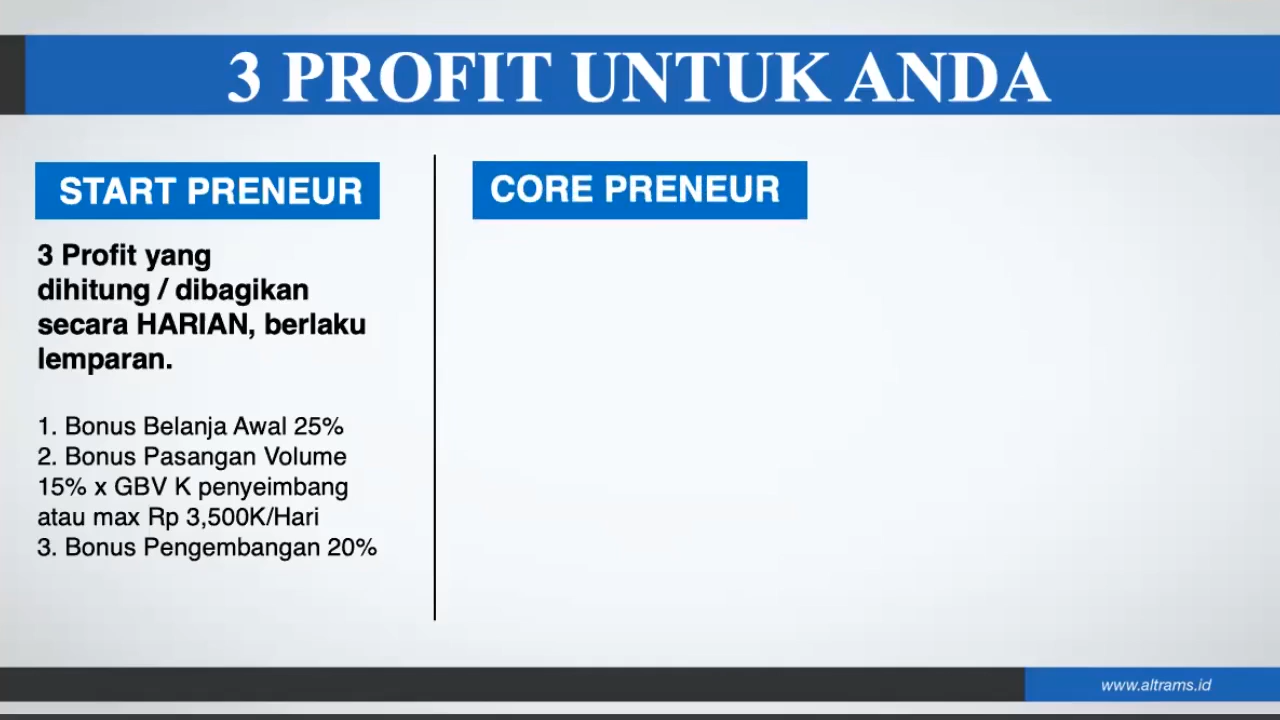 3 PROFIT UNTUK ANDA
START PRENEUR
3 Profit yang
dihitung / dibagikan
secara HARIAN, berlaku
lemparan.
1. Bonus Belanja Awal 25%
2. Bonus Pasangan Volume
15% x GBV K penyeimbang
atau max Rp 3,500K/Hari
3. Bonus Pengembangan 20%
CORE PRENEUR
www.altrams.id